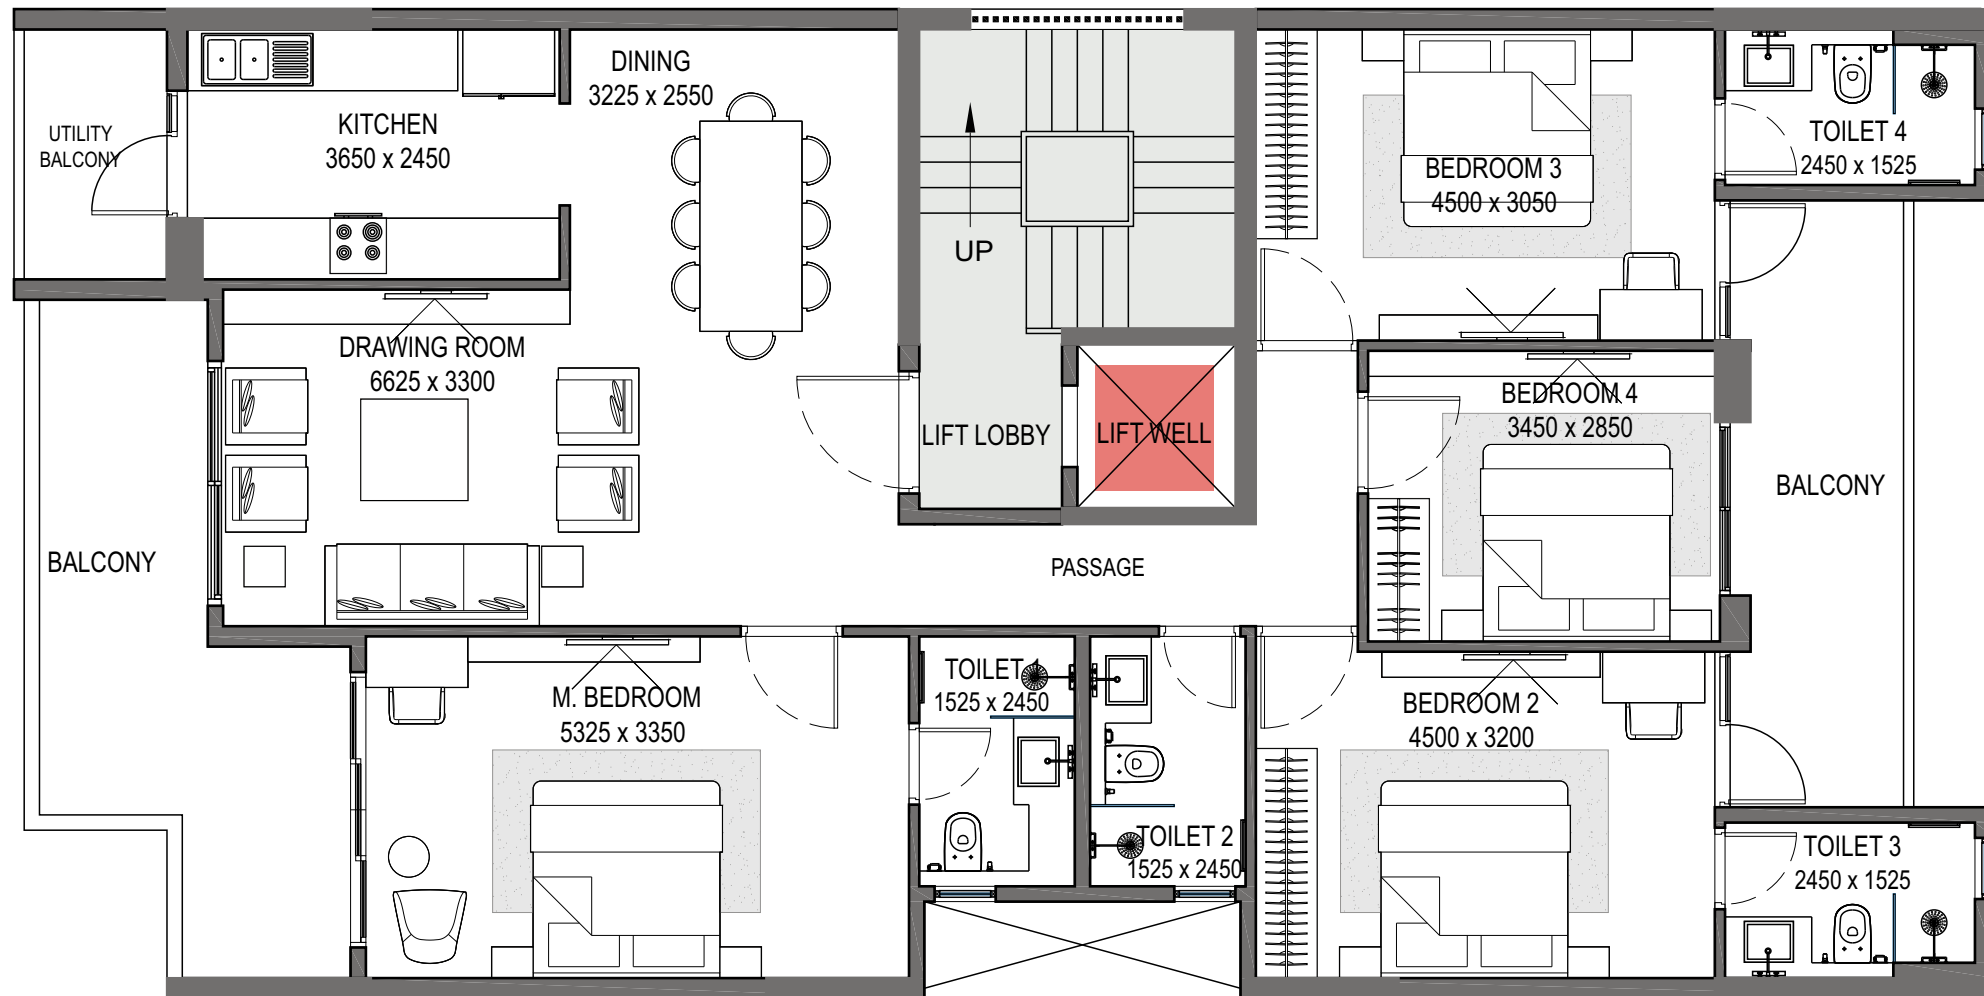 DINING
3225 x 2550
KITCHEN
3650 x 2450
UTILITY
BALCONY
TOILET 4
2450 x 1525
BEDROOM 3
4500 x 3050
UP
DRAWING ROOM
6625 x 3300
BEDROOM 4
3450 x 2850
LIFT LOBBY
LIFT WELL
BALCONY
BALCONY
PASSAGE
TOILET 1
1525 x 2450
M. BEDROOM
5325 x 3350
BEDROOM 2
4500 x 3200
TOILET 2
1525 x 2450
TOILET 3
2450 x 1525